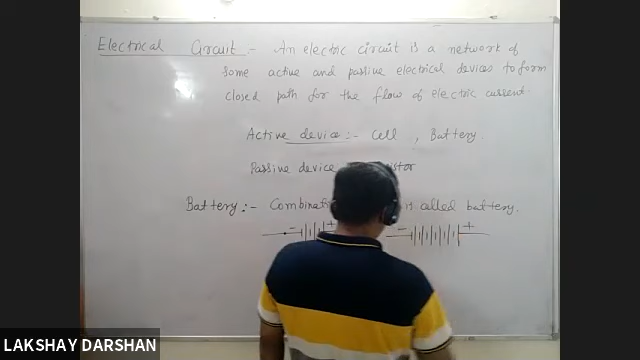 Electrical Circuit :- An electric circuit is a network of
some active and passive electrical devices to form
closed path for the flow of electric current.
Active device :- Cell , Battery.
Passive device
Battery :- Combinati is called battery.
- + - +
LAKSHAY DARSHAN